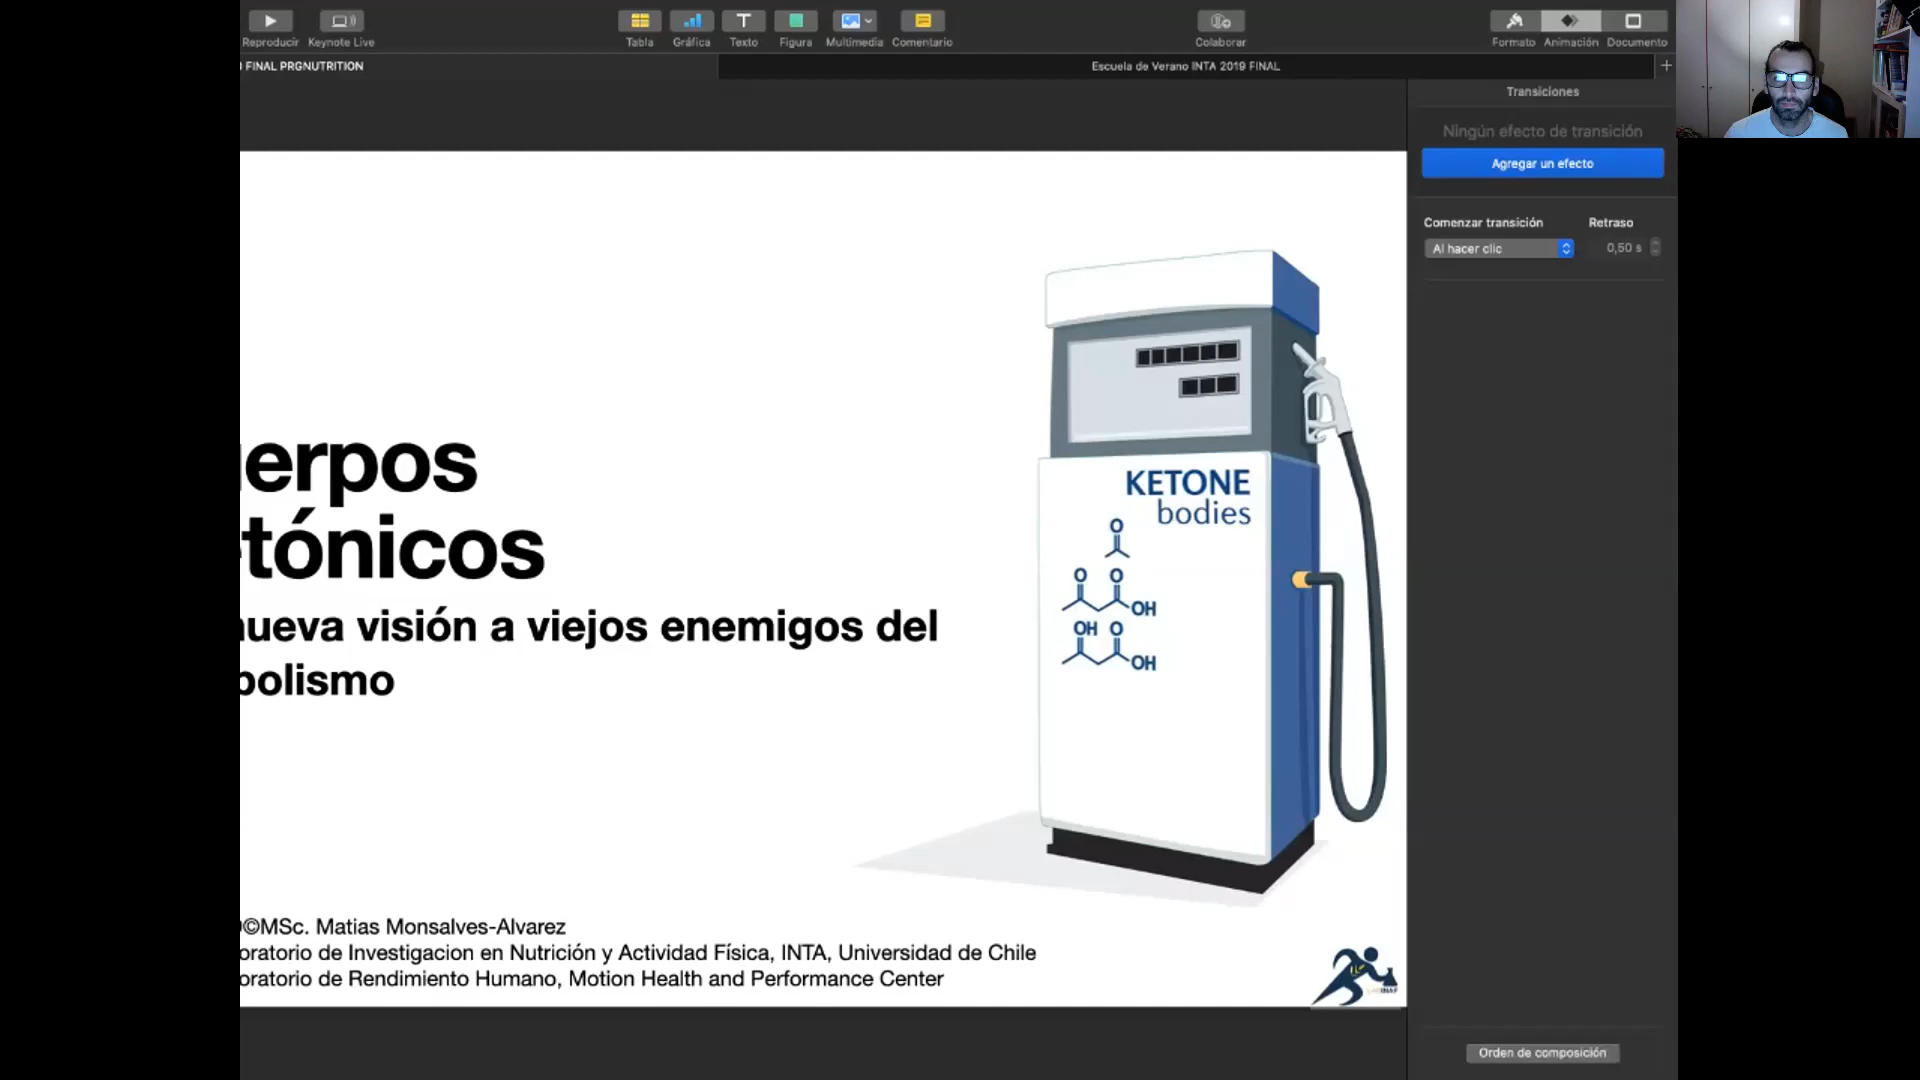 Reproducir
Keynote Live
Tabla
Gráfica
Texto
Figura
Multimedia
Comentario
Colaborar
Formato
Animación
Documento
FINAL PRGNUTRITION
Escuela de Verano INTA 2019 FINAL
Transiciones
Ningún efecto de transición
Agregar un efecto
Comenzar transición
Retraso
Al hacer clic
0,50 s
erpos
tónicos
nueva visión a viejos enemigos del
bolismo
KETONE
bodies
O
O O
OH
OH O
OH
©MSc. Matias Monsalves-Alvarez
oratorio de Investigacion en Nutrición y Actividad Física, INTA, Universidad de Chile
oratorio de Rendimiento Humano, Motion Health and Performance Center
Orden de composición